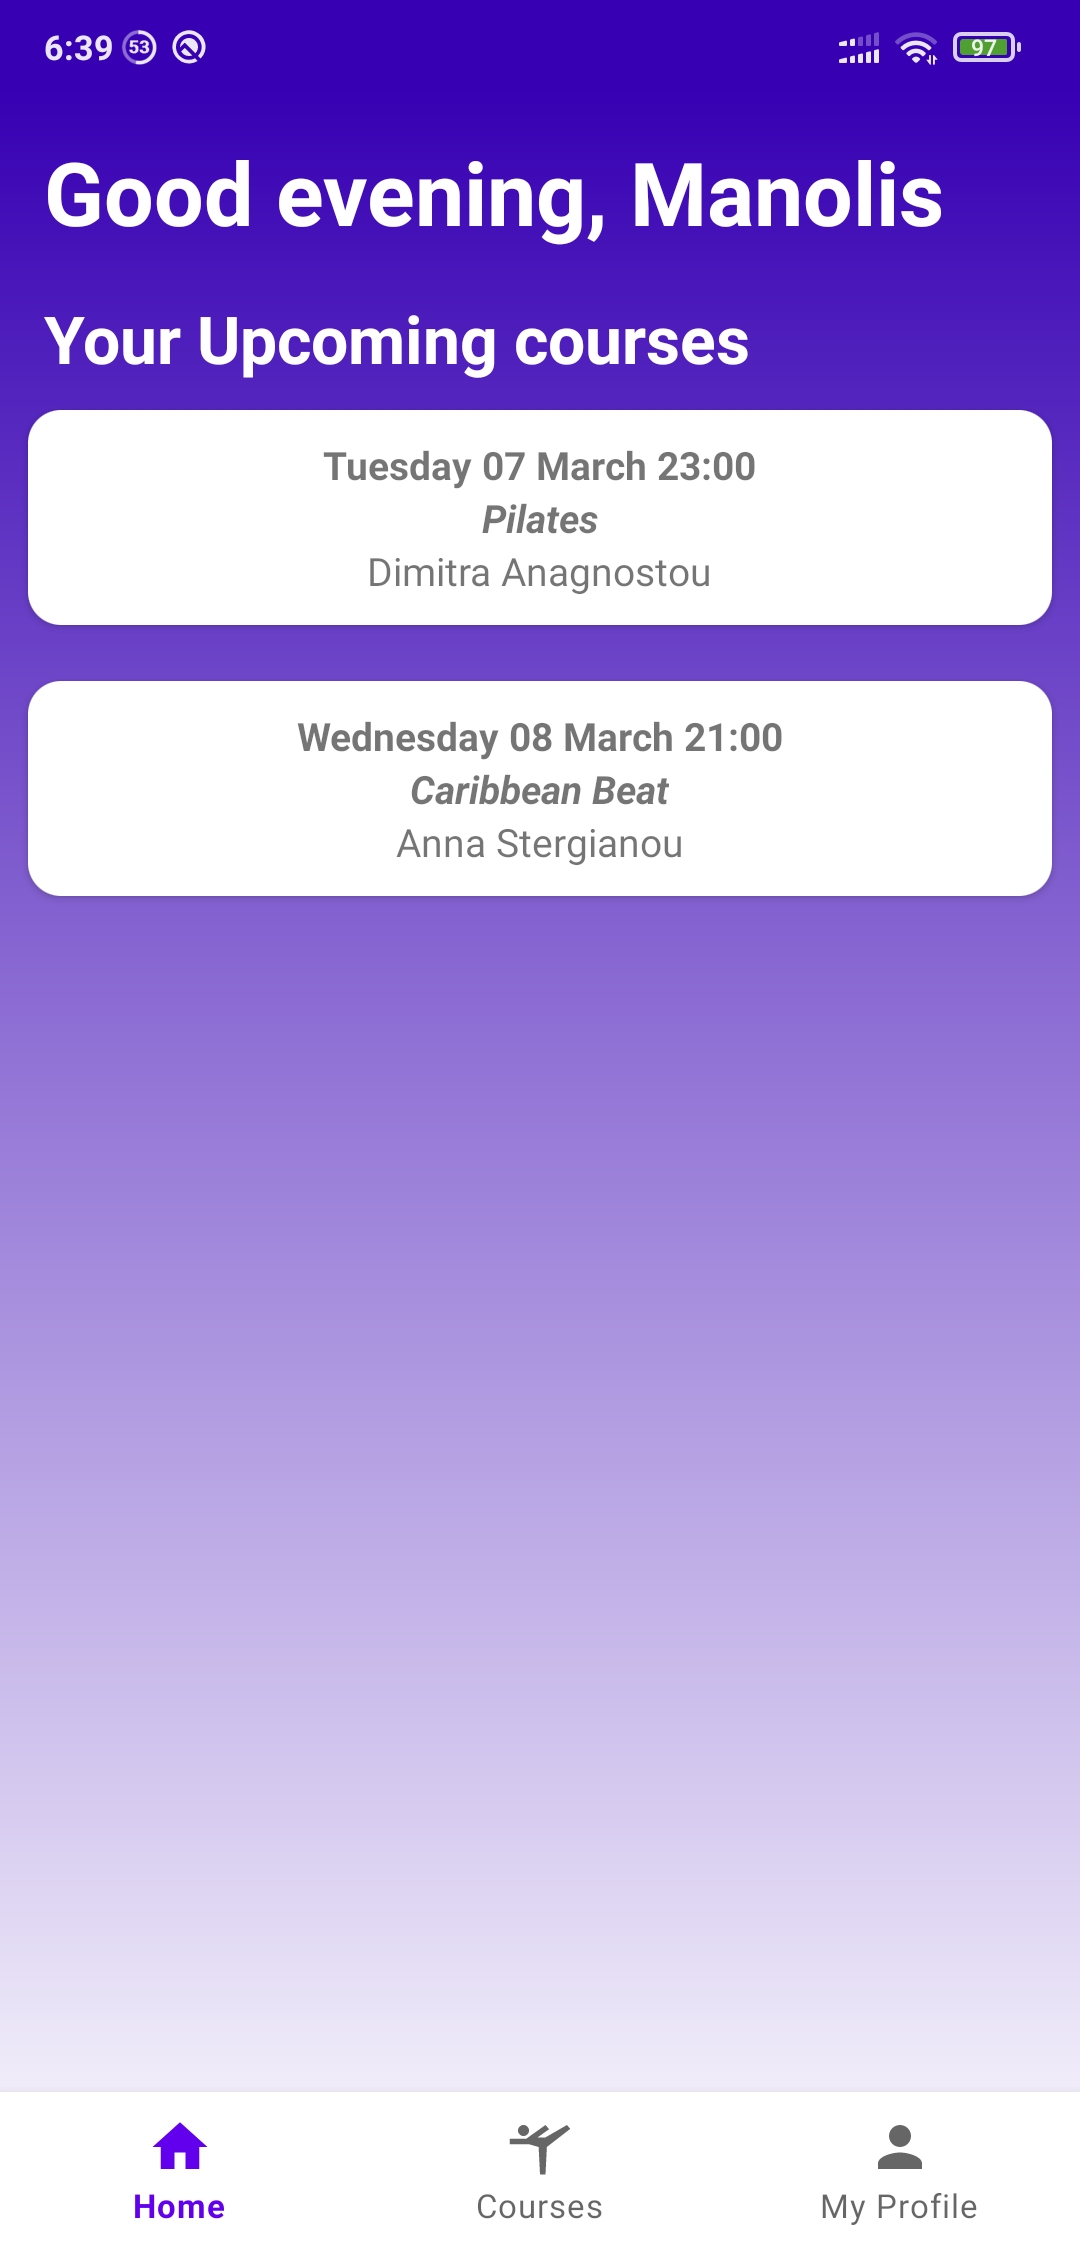 6:39 53 97
Good evening, Manolis
Your Upcoming courses
Tuesday 07 March 23:00
Pilates
Dimitra Anagnostou
Wednesday 08 March 21:00
Caribbean Beat
Anna Stergianou
Home Courses My Profile